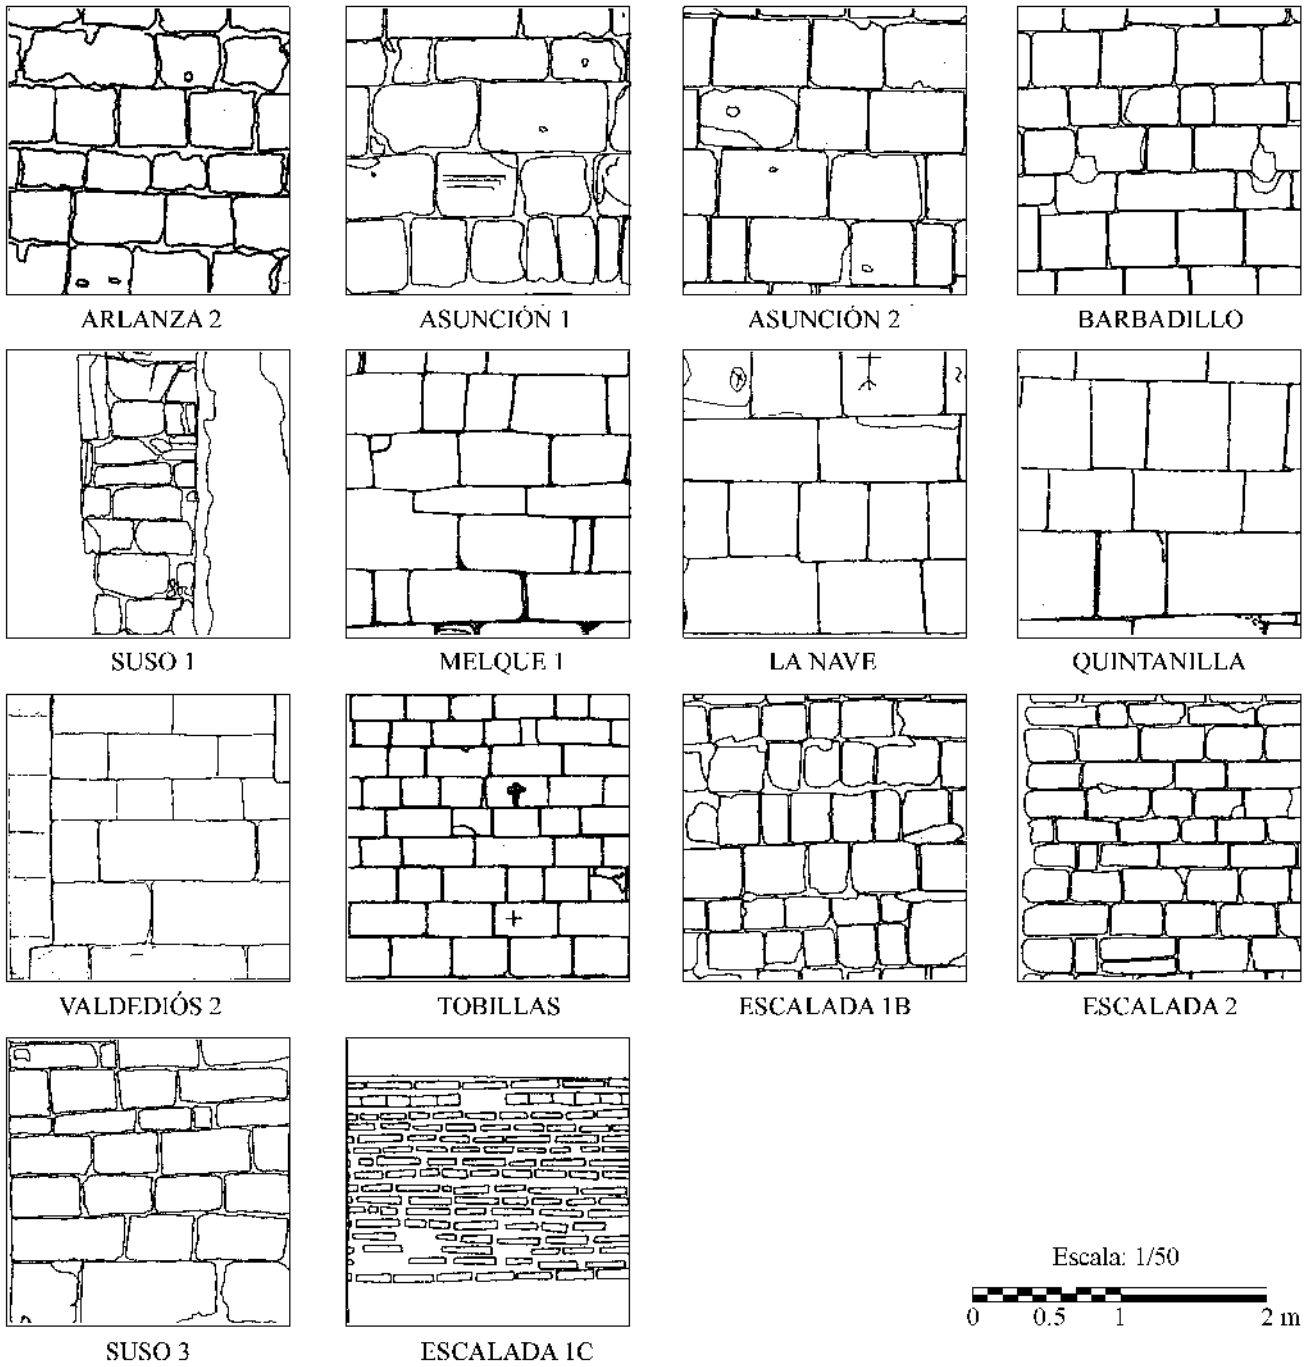 ARLANZA 2
ASUNCIÓN 1
ASUNCIÓN 2
BARBADILLO
SUSO 1
MELQUE 1
LA NAVE
QUINTANILLA
VALDEDIÓS 2
TOBILLAS
ESCALADA 1B
ESCALADA 2
SUSO 3
ESCALADA 1C
Escala: 1/50
0 0.5 1 2 m